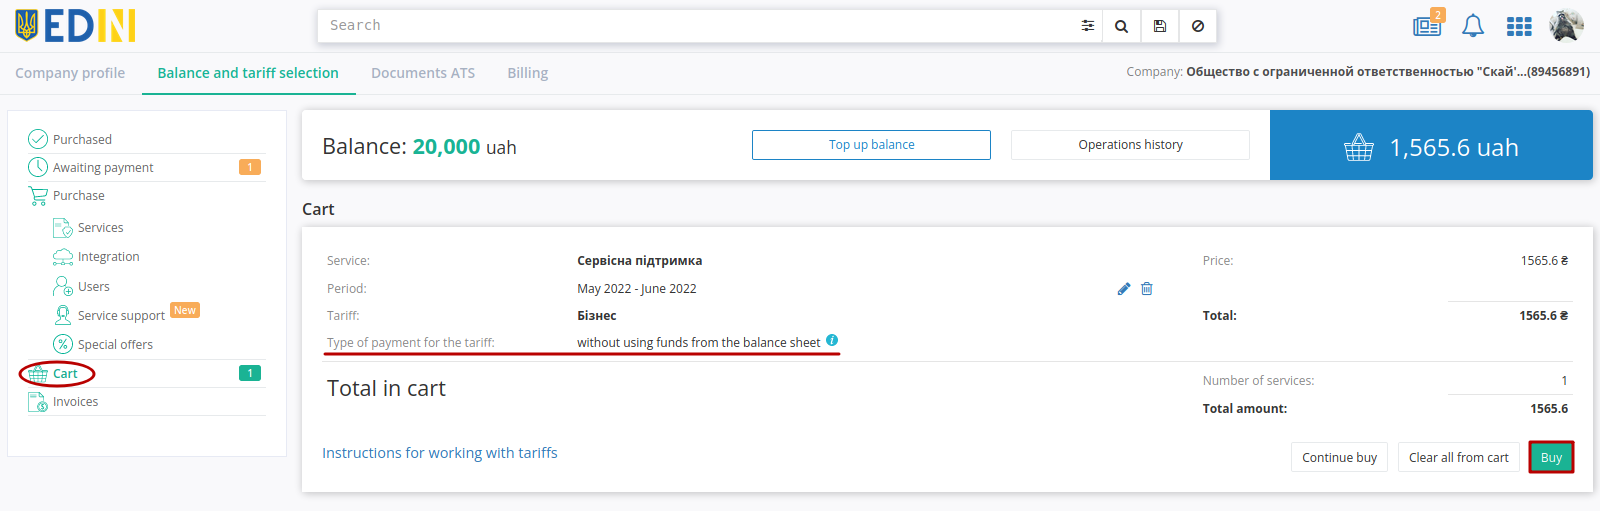 EDIN
Search
2
Company profile
Balance and tariff selection
Documents ATS
Billing
Company: Общество с ограниченной ответственностью "Скай'...(89456891)
Purchased
Awaiting payment 1
Purchase
Services
Integration
Users
Service support New
Special offers
Cart 1
Invoices
Balance: 20,000 uah
Top up balance
Operations history
1,565.6 uah
Cart
Service: Сервісна підтримка
Price: 1565.6 ₴
Period: May 2022 - June 2022
Tariff: Бізнес
Total: 1565.6 ₴
Type of payment for the tariff: without using funds from the balance sheet
Total in cart
Number of services: 1
Total amount: 1565.6
Instructions for working with tariffs
Continue buy
Clear all from cart
Buy